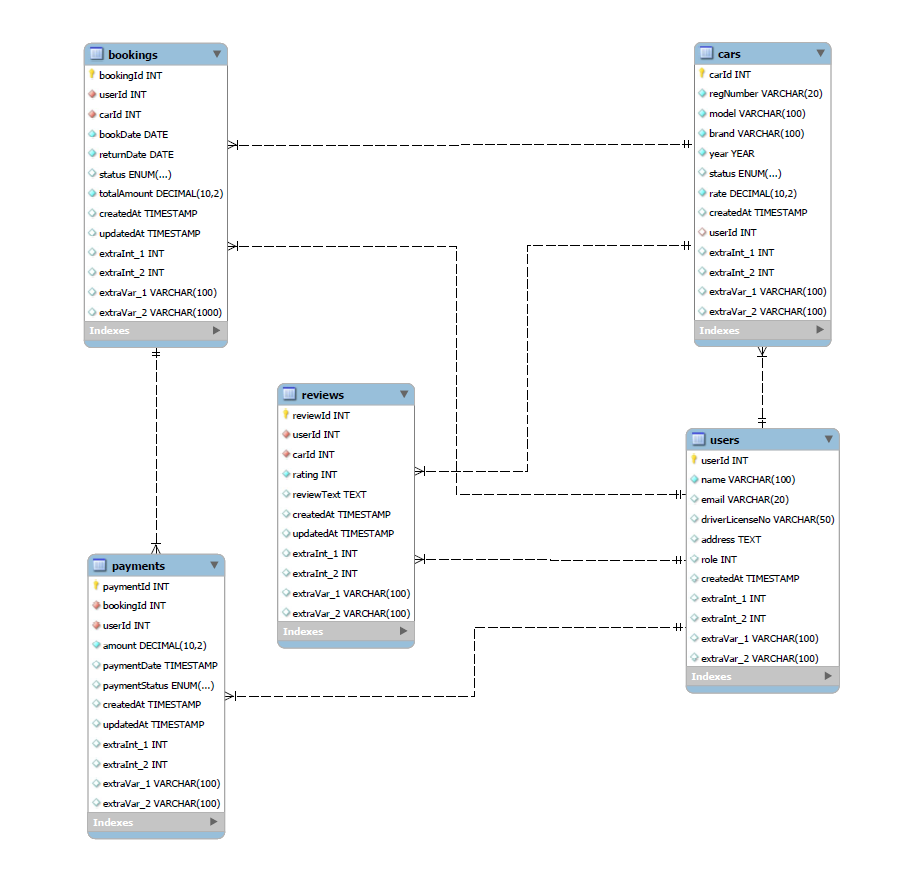 bookings
bookingId INT
userId INT
carId INT
bookDate DATE
returnDate DATE
status ENUM(...)
totalAmount DECIMAL(10,2)
createdAt TIMESTAMP
updatedAt TIMESTAMP
extraInt_1 INT
extraInt_2 INT
extraVar_1 VARCHAR(100)
extraVar_2 VARCHAR(1000)
Indexes
cars
carId INT
regNumber VARCHAR(20)
model VARCHAR(100)
brand VARCHAR(100)
year YEAR
status ENUM(...)
rate DECIMAL(10,2)
createdAt TIMESTAMP
userId INT
extraInt_1 INT
extraInt_2 INT
extraVar_1 VARCHAR(100)
extraVar_2 VARCHAR(100)
Indexes
reviews
reviewId INT
userId INT
carId INT
rating INT
reviewText TEXT
createdAt TIMESTAMP
updatedAt TIMESTAMP
extraInt_1 INT
extraInt_2 INT
extraVar_1 VARCHAR(100)
extraVar_2 VARCHAR(100)
Indexes
users
userId INT
name VARCHAR(100)
email VARCHAR(20)
driverLicenseNo VARCHAR(50)
address TEXT
role INT
createdAt TIMESTAMP
extraInt_1 INT
extraInt_2 INT
extraVar_1 VARCHAR(100)
extraVar_2 VARCHAR(100)
Indexes
payments
paymentId INT
bookingId INT
userId INT
amount DECIMAL(10,2)
paymentDate TIMESTAMP
paymentStatus ENUM(...)
createdAt TIMESTAMP
updatedAt TIMESTAMP
extraInt_1 INT
extraInt_2 INT
extraVar_1 VARCHAR(100)
extraVar_2 VARCHAR(100)
Indexes